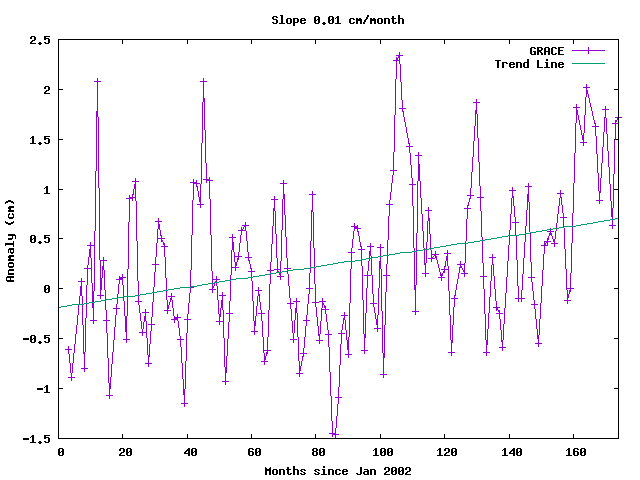 Slope 0.01 cm/month
GRACE
Trend Line
2.5
2
1.5
1
0.5
0
-0.5
-1
-1.5
Anomaly (cm)
0 20 40 60 80 100 120 140 160
Months since Jan 2002